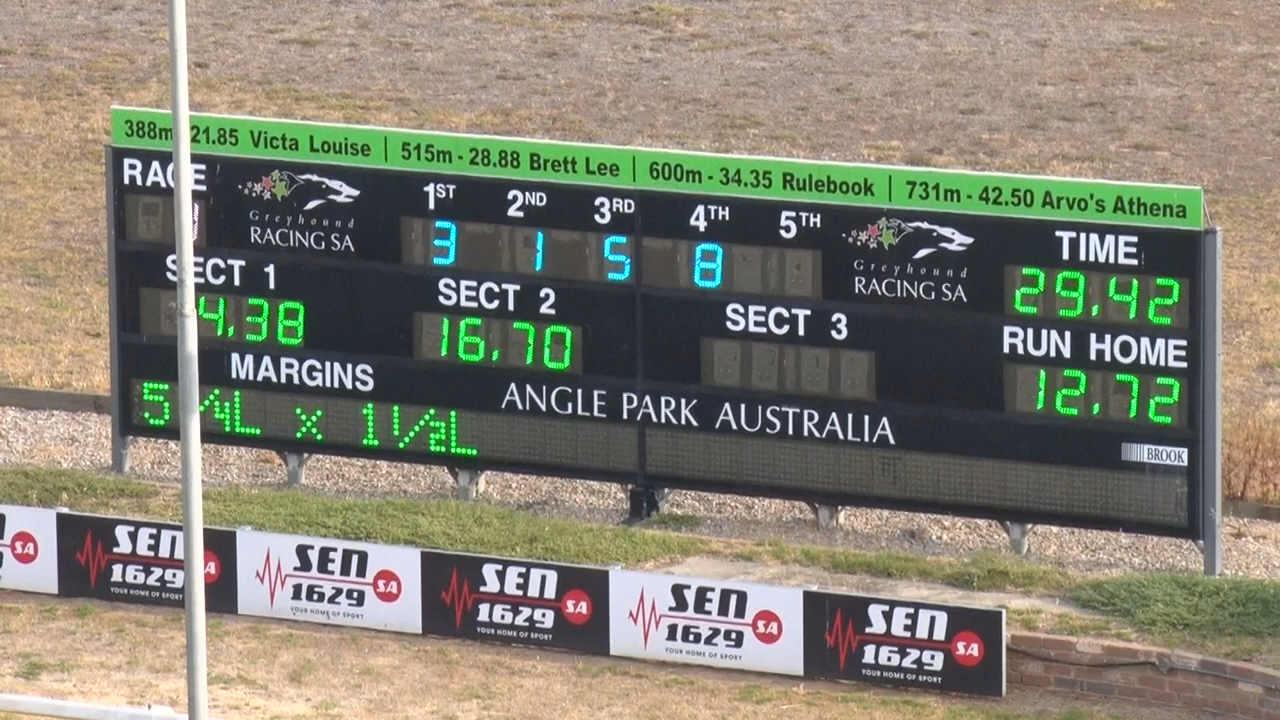 388m 21.85 Victa Louise | 515m - 28.88 Brett Lee | 600m - 34.35 Rulebook | 731m - 42.50 Arvo's Athena
RACE
Greyhound
RACING SA
1ST 2ND 3RD 4TH 5TH
3 1 5 8
Greyhound
RACING SA
TIME
29.42
SECT 1
4.38
SECT 2
16.70
SECT 3
RUN HOME
12.72
MARGINS
5 1/4L x 1 1/2L
ANGLE PARK AUSTRALIA
BROOK
SA
SEN
1629 SA
YOUR HOME OF SPORT
SEN
1629 SA
YOUR HOME OF SPORT
SEN
1629 SA
YOUR HOME OF SPORT
SEN
1629 SA
YOUR HOME OF SPORT
SEN
1629 SA
YOUR HOME OF SPORT